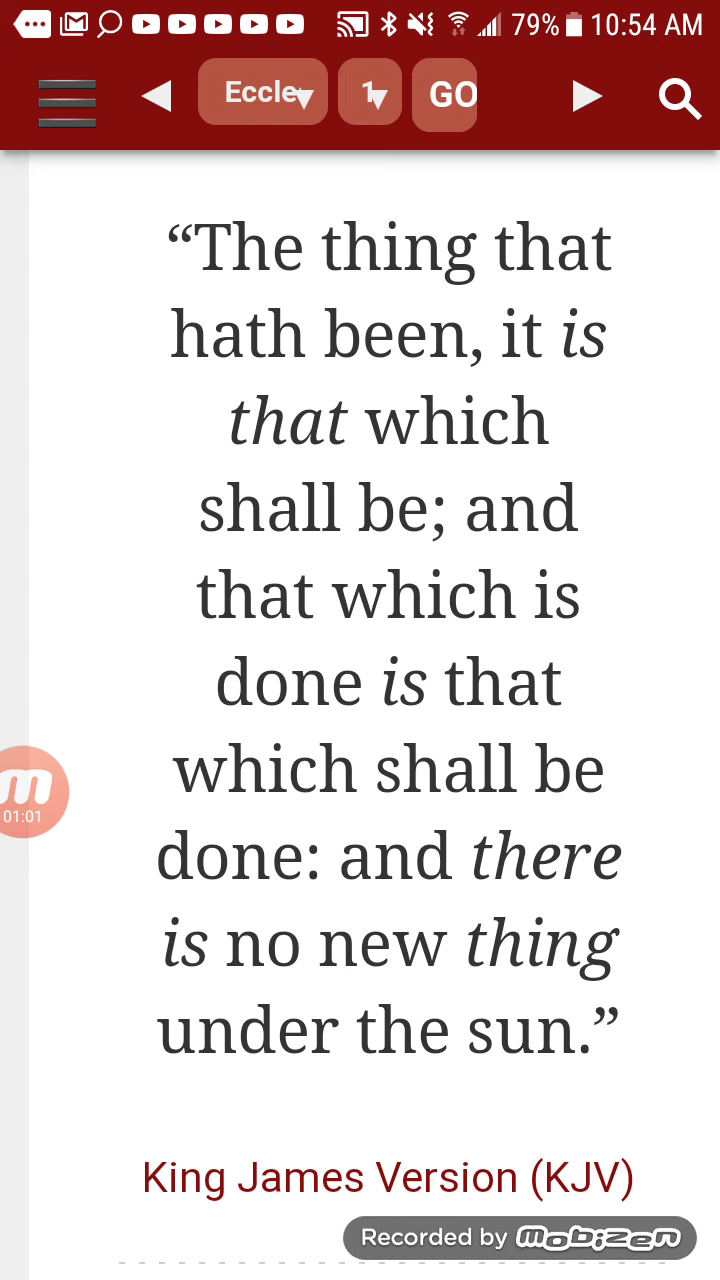 79% 10:54 AM
Eccle 1 GO
“The thing that
hath been, it is
that which
shall be; and
that which is
done is that
which shall be
done: and there
is no new thing
under the sun.”
m
01:01
King James Version (KJV)
Recorded by mobizen